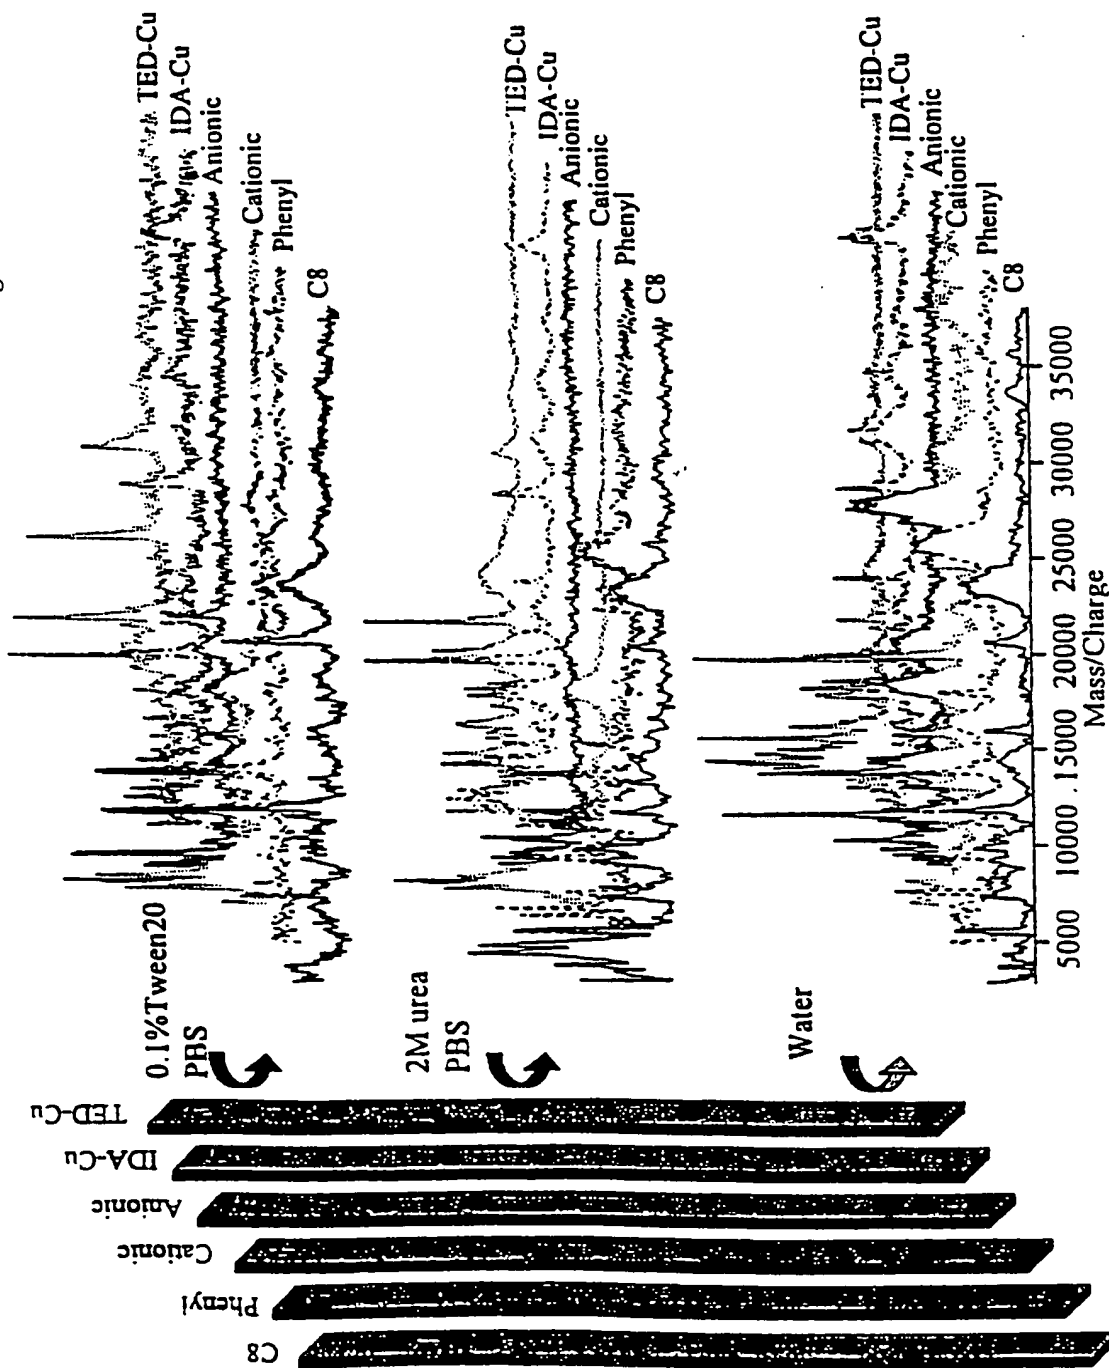 TED-Cu
IDA-Cu
Anionic
Cationic
Phenyl
C8
0.1%Tween20
PBS
TED-Cu
IDA-Cu
Anionic
Cationic
Phenyl
C8
2M urea
PBS
TED-Cu
IDA-Cu
Anionic
Cationic
Phenyl
C8
Water
TED-Cu
IDA-Cu
Anionic
Cationic
Phenyl
C8
5000 10000 15000 20000 25000 30000 35000
Mass/Charge